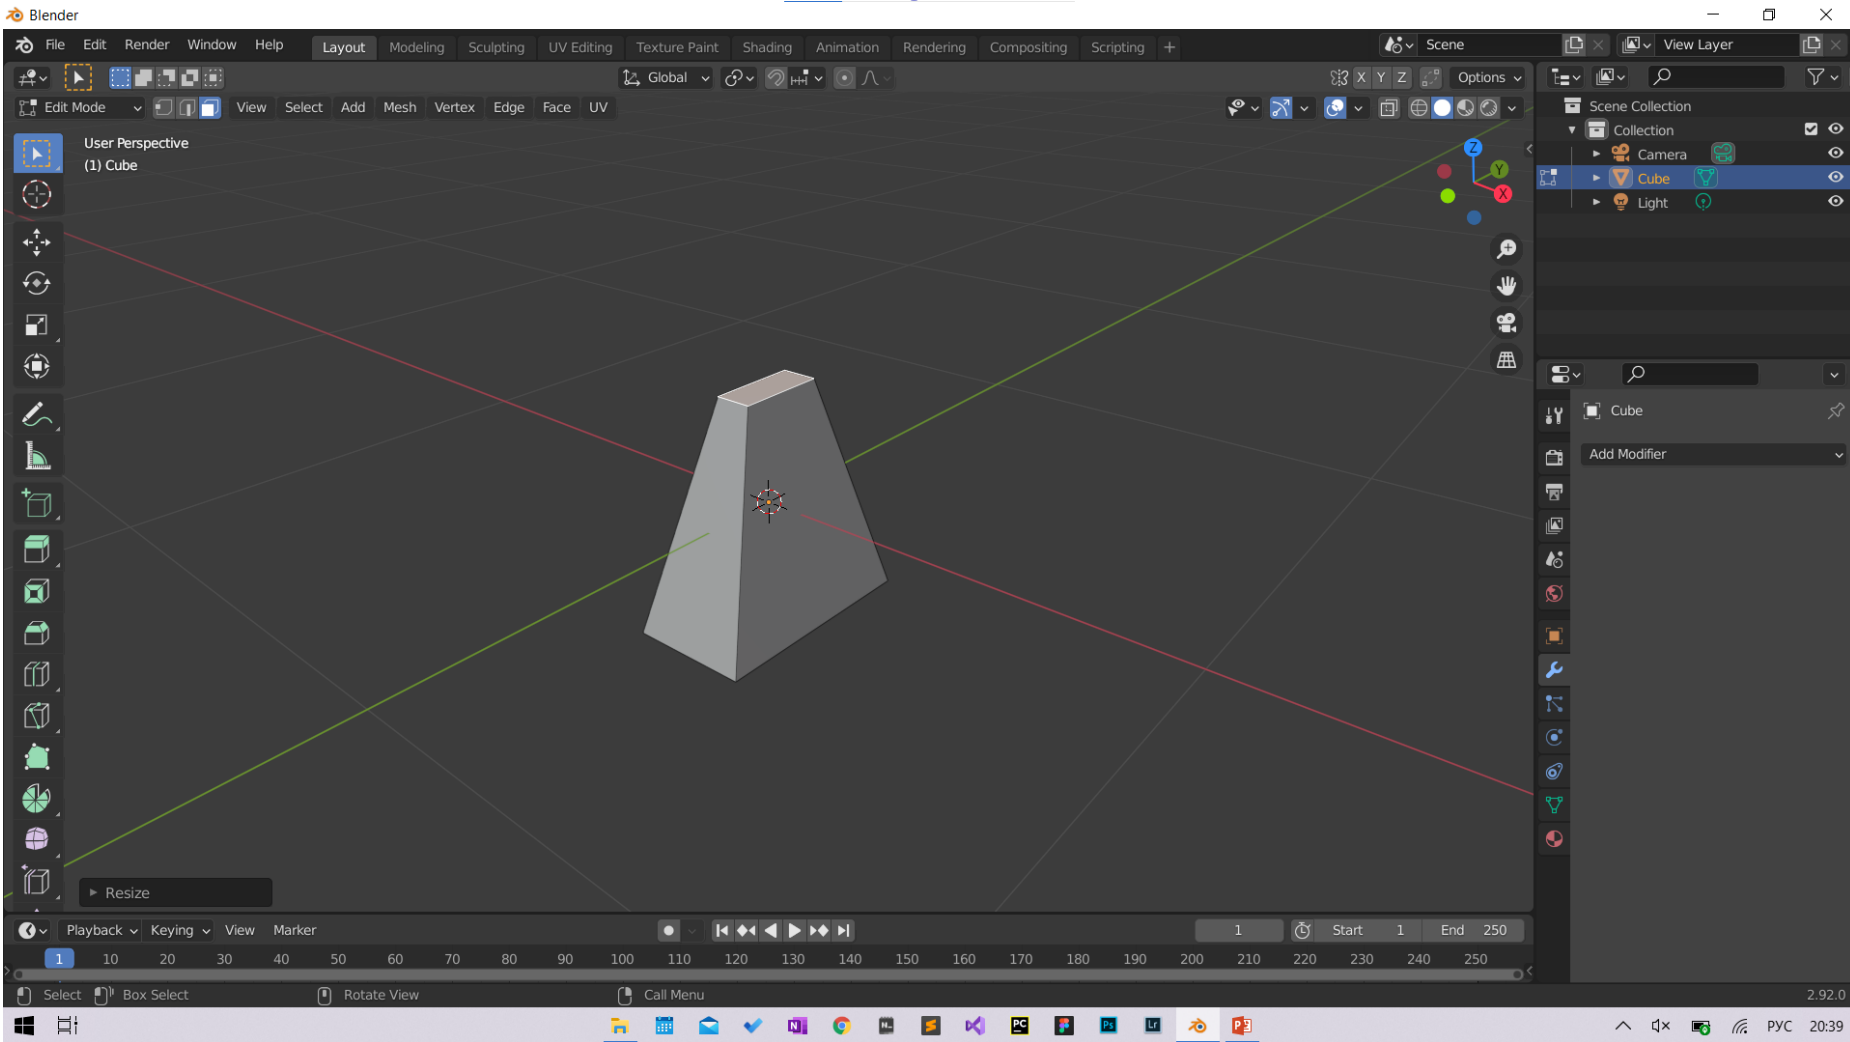 Blender
File Edit Render Window Help Layout Modeling Sculpting UV Editing Texture Paint Shading Animation Rendering Compositing Scripting + Scene View Layer
Global X Y Z Options
Edit Mode View Select Add Mesh Vertex Edge Face UV
Scene Collection
Collection
Camera
Cube
Light
User Perspective
(1) Cube
Z
Y
X
Cube
Add Modifier
Resize
Playback Keying View Marker 1 Start 1 End 250
1 10 20 30 40 50 60 70 80 90 100 110 120 130 140 150 160 170 180 190 200 210 220 230 240 250
Select Box Select Rotate View Call Menu 2.92.0
РУС 20:39